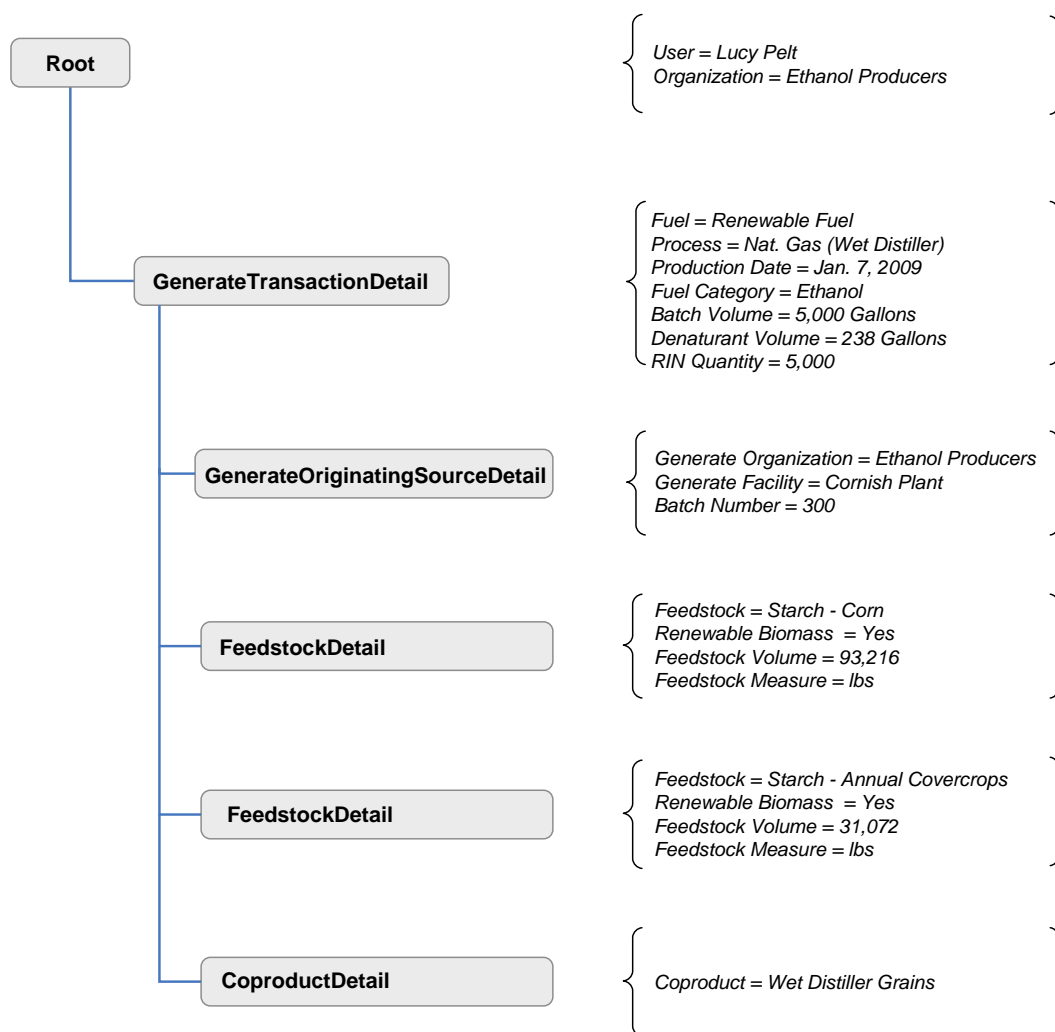 Root
User = Lucy Pelt
Organization = Ethanol Producers
GenerateTransactionDetail
Fuel = Renewable Fuel
Process = Nat. Gas (Wet Distiller)
Production Date = Jan. 7, 2009
Fuel Category = Ethanol
Batch Volume = 5,000 Gallons
Denaturant Volume = 238 Gallons
RIN Quantity = 5,000
GenerateOriginatingSourceDetail
Generate Organization = Ethanol Producers
Generate Facility = Cornish Plant
Batch Number = 300
FeedstockDetail
Feedstock = Starch - Corn
Renewable Biomass  = Yes
Feedstock Volume = 93,216
Feedstock Measure = lbs
FeedstockDetail
Feedstock = Starch - Annual Covercrops
Renewable Biomass  = Yes
Feedstock Volume = 31,072
Feedstock Measure = lbs
CoproductDetail
Coproduct = Wet Distiller Grains